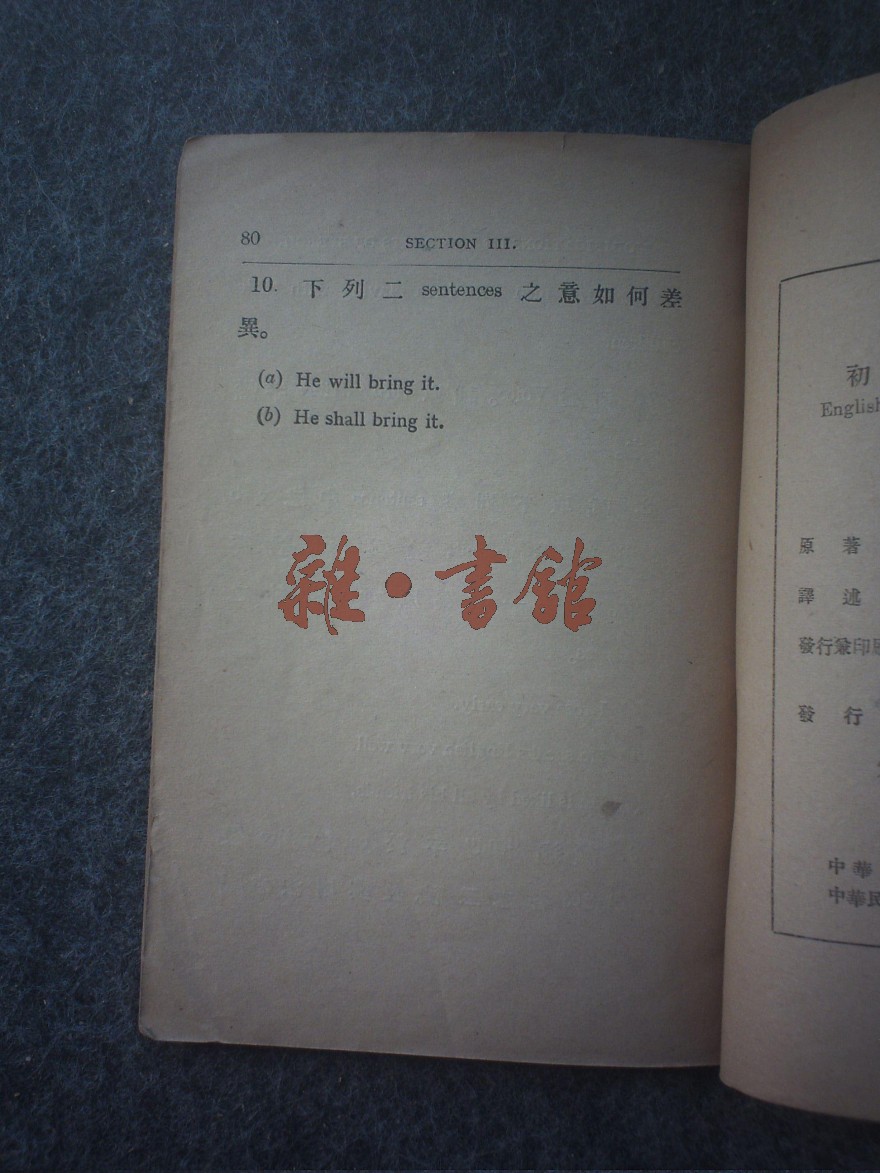 80
SECTION III.
10. 下列二 sentences 之意如何差
異。
(a) He will bring it.
(b) He shall bring it.
雜·書館
初
English
原著
譯述
發行兼印
發行
中華
中華民